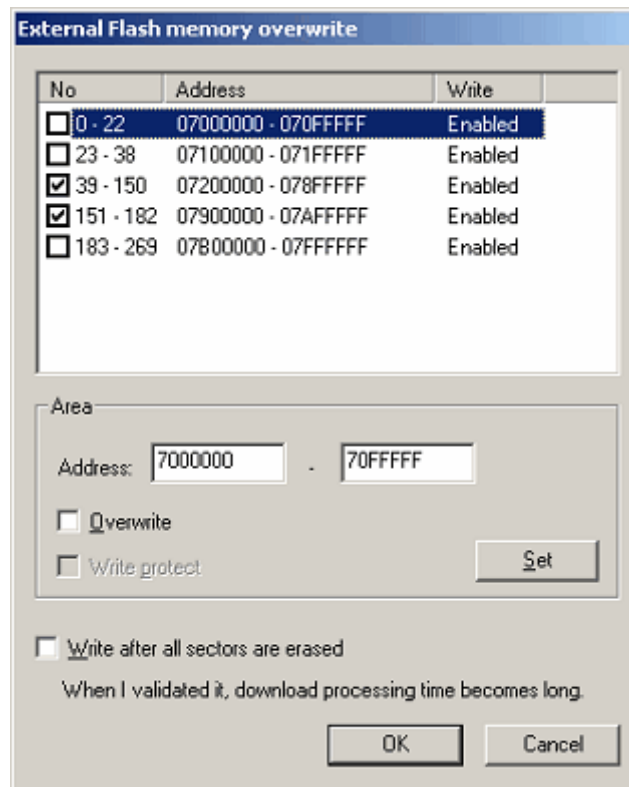 External Flash memory overwrite
No Address Write
0 - 22 07000000 - 070FFFFF Enabled
23 - 38 07100000 - 071FFFFF Enabled
39 - 150 07200000 - 078FFFFF Enabled
151 - 182 07900000 - 07AFFFFF Enabled
183 - 269 07B00000 - 07FFFFFF Enabled
Area
Address: 7000000 - 70FFFFF
Overwrite
Write protect
Set
Write after all sectors are erased
When I validated it, download processing time becomes long.
OK Cancel